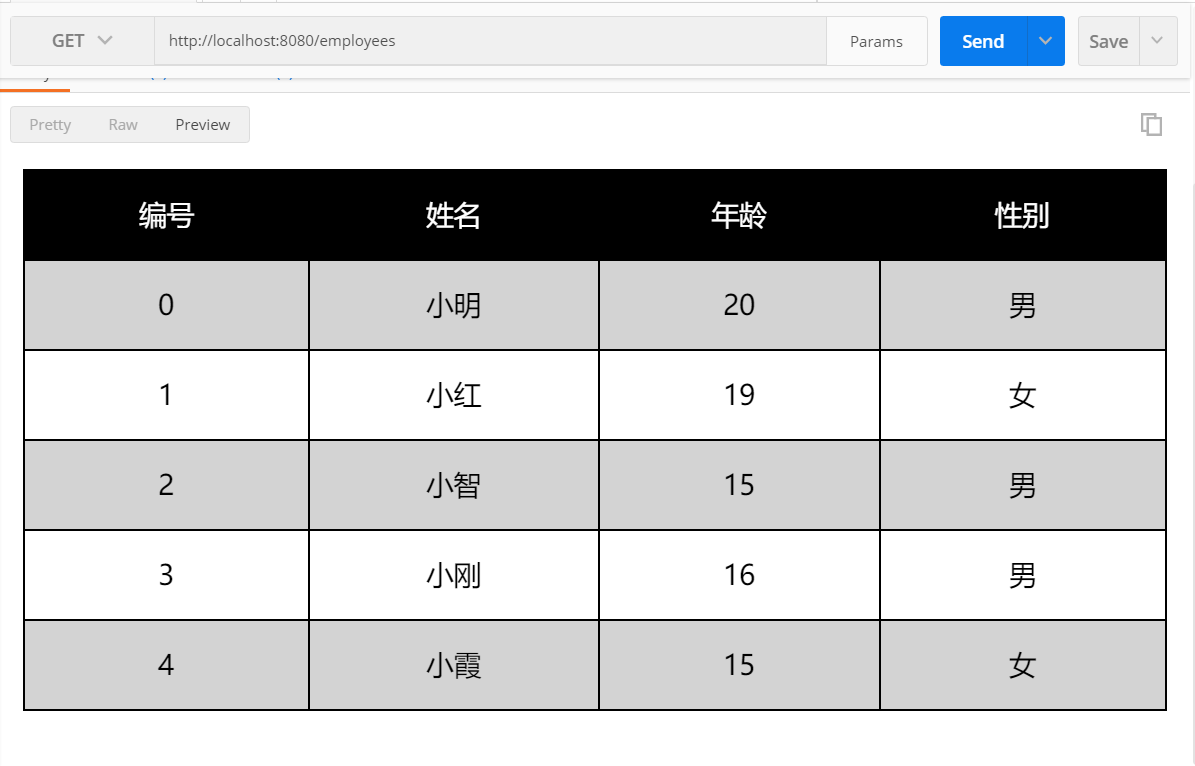 GET http://localhost:8080/employees Params Send Save
Pretty Raw Preview
编号 姓名 年龄 性别
0 小明 20 男
1 小红 19 女
2 小智 15 男
3 小刚 16 男
4 小霞 15 女